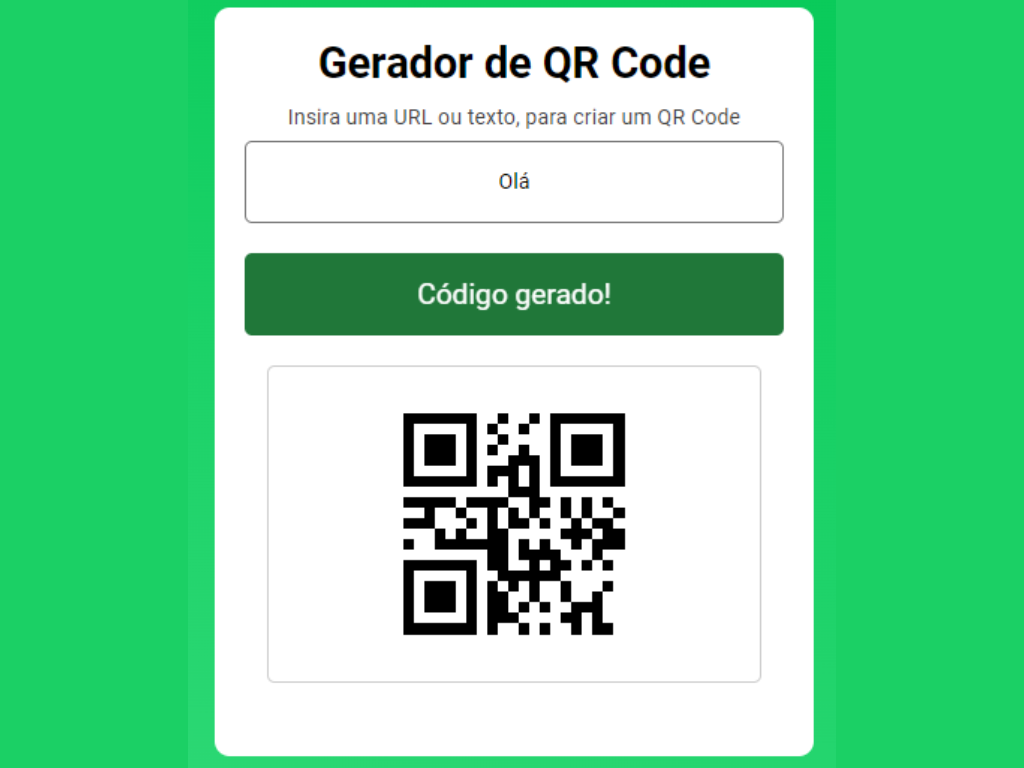 Gerador de QR Code
Insira uma URL ou texto, para criar um QR Code
Olá
Código gerado!